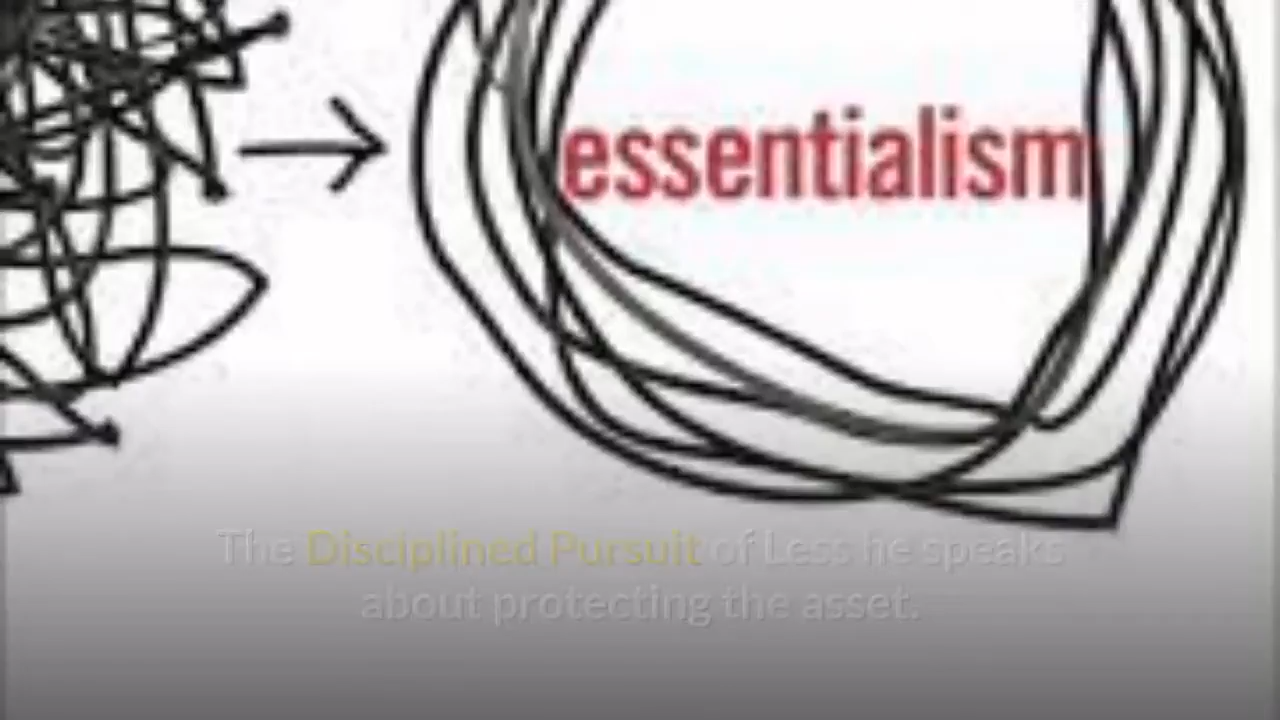 essentialism
The Disciplined Pursuit of Less he speaks
about protecting the asset.